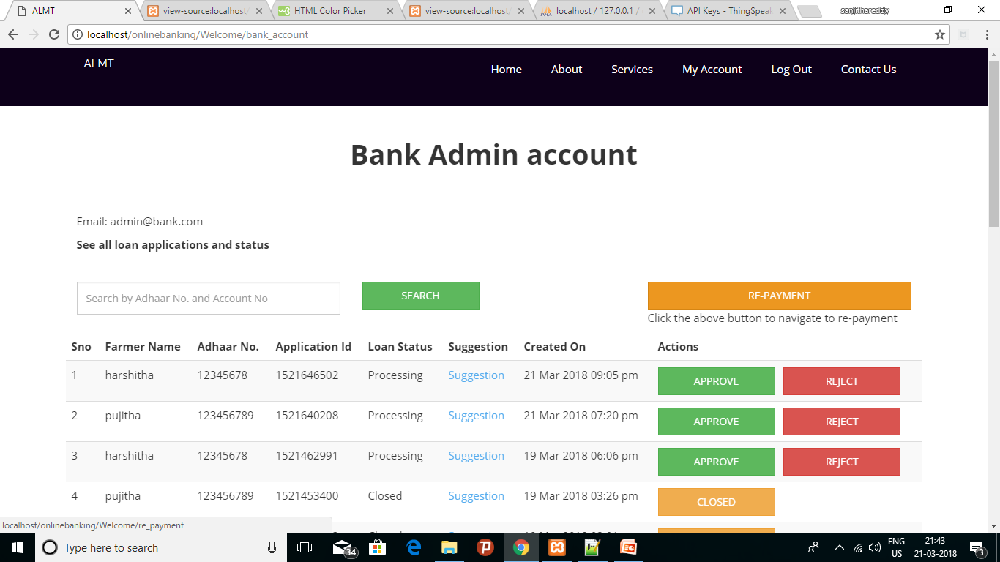 ALMT view-source:localhost/ HTML Color Picker view-source:localhost/ localhost / 127.0.0.1 / API Keys - ThingSpeak sanjithareddy
localhost/onlinebanking/Welcome/bank_account
ALMT Home About Services My Account Log Out Contact Us
Bank Admin account
Email: admin@bank.com
See all loan applications and status
Search by Adhaar No. and Account No SEARCH RE-PAYMENT
Click the above button to navigate to re-payment
Sno Farmer Name Adhaar No. Application Id Loan Status Suggestion Created On Actions
1 harshitha 12345678 1521646502 Processing Suggestion 21 Mar 2018 09:05 pm APPROVE REJECT
2 pujitha 123456789 1521640208 Processing Suggestion 21 Mar 2018 07:20 pm APPROVE REJECT
3 harshitha 12345678 1521462991 Processing Suggestion 19 Mar 2018 06:06 pm APPROVE REJECT
4 pujitha 123456789 1521453400 Closed Suggestion 19 Mar 2018 03:26 pm CLOSED
localhost/onlinebanking/Welcome/re_payment
Type here to search 34 ENG 21:43
US 21-03-2018 3